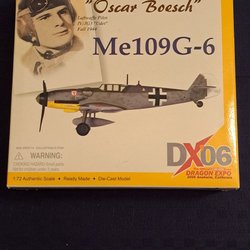 "Oscar Boesch"
Luftwaffe Pilot
IV./JG3 "Udet"
Fall 1944
Me109G-6
WARNING:
DX06
DRAGON EXPO
1/72 Authentic Scale • Ready Made • Die-Cast Model